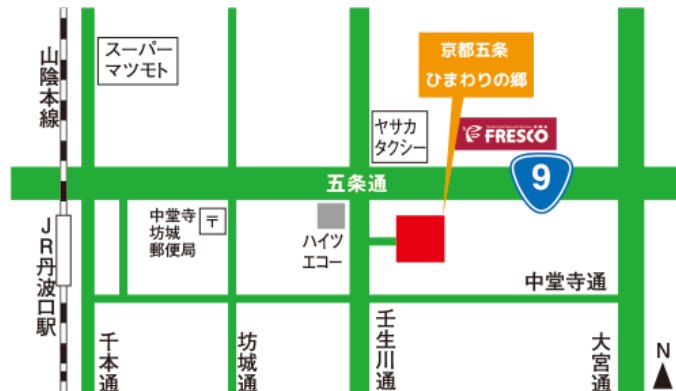 山陰本線
スーパー
マツモト
京都五条
ひまわりの郷
ヤサカ
タクシー
FRESCO
9
五条通
中堂寺
坊城
郵便局
〒
ハイツ
エコー
JR丹波口駅
中堂寺通
千本通
坊城通
壬生川通
大宮通
N